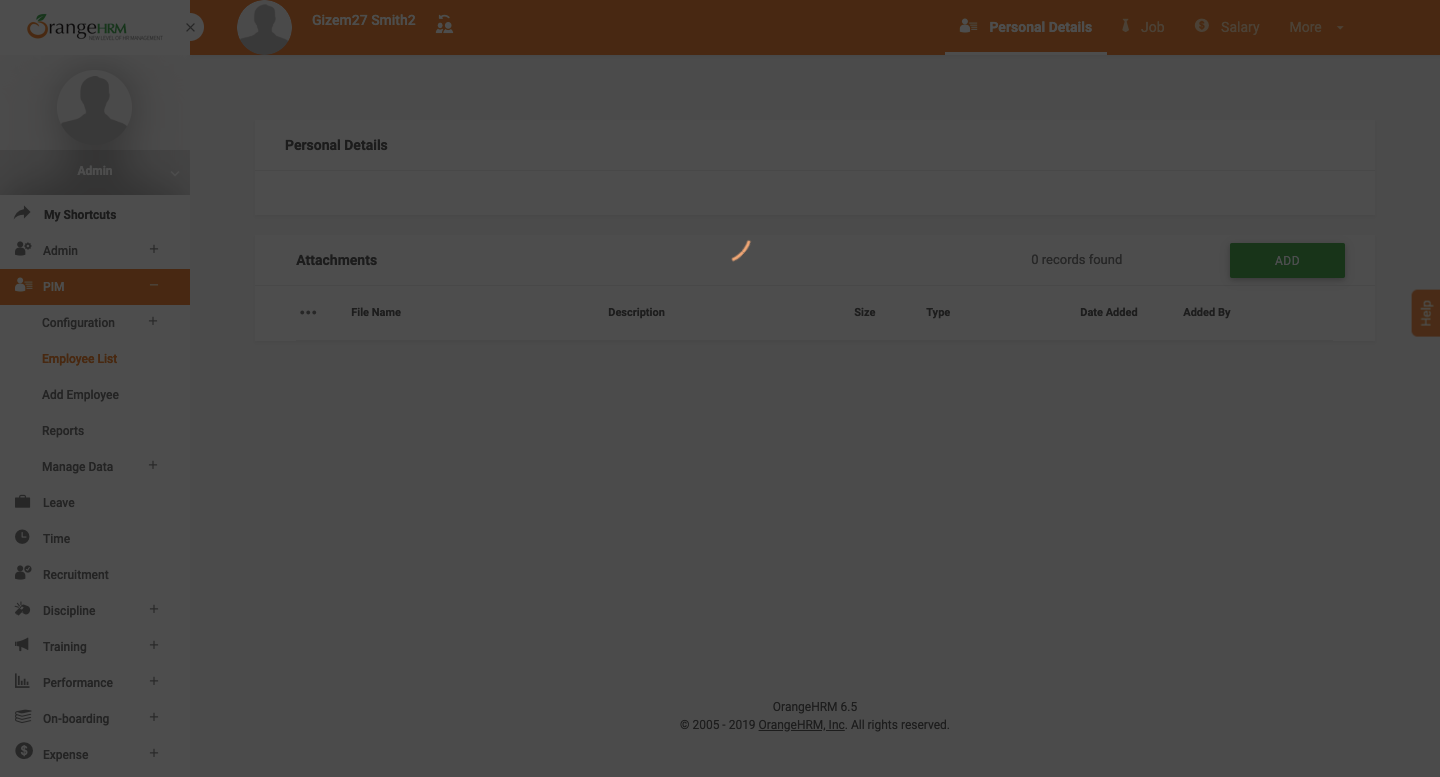 OrangeHRM
Gizem27 Smith2
Personal Details
Job
Salary
More
Admin
My Shortcuts
Admin
PIM
Configuration
Employee List
Add Employee
Reports
Manage Data
Leave
Time
Recruitment
Discipline
Training
Performance
On-boarding
Expense
Personal Details
Attachments
0 records found
ADD
File Name Description Size Type Date Added Added By
Help
OrangeHRM 6.5
© 2005 - 2019 OrangeHRM, Inc. All rights reserved.